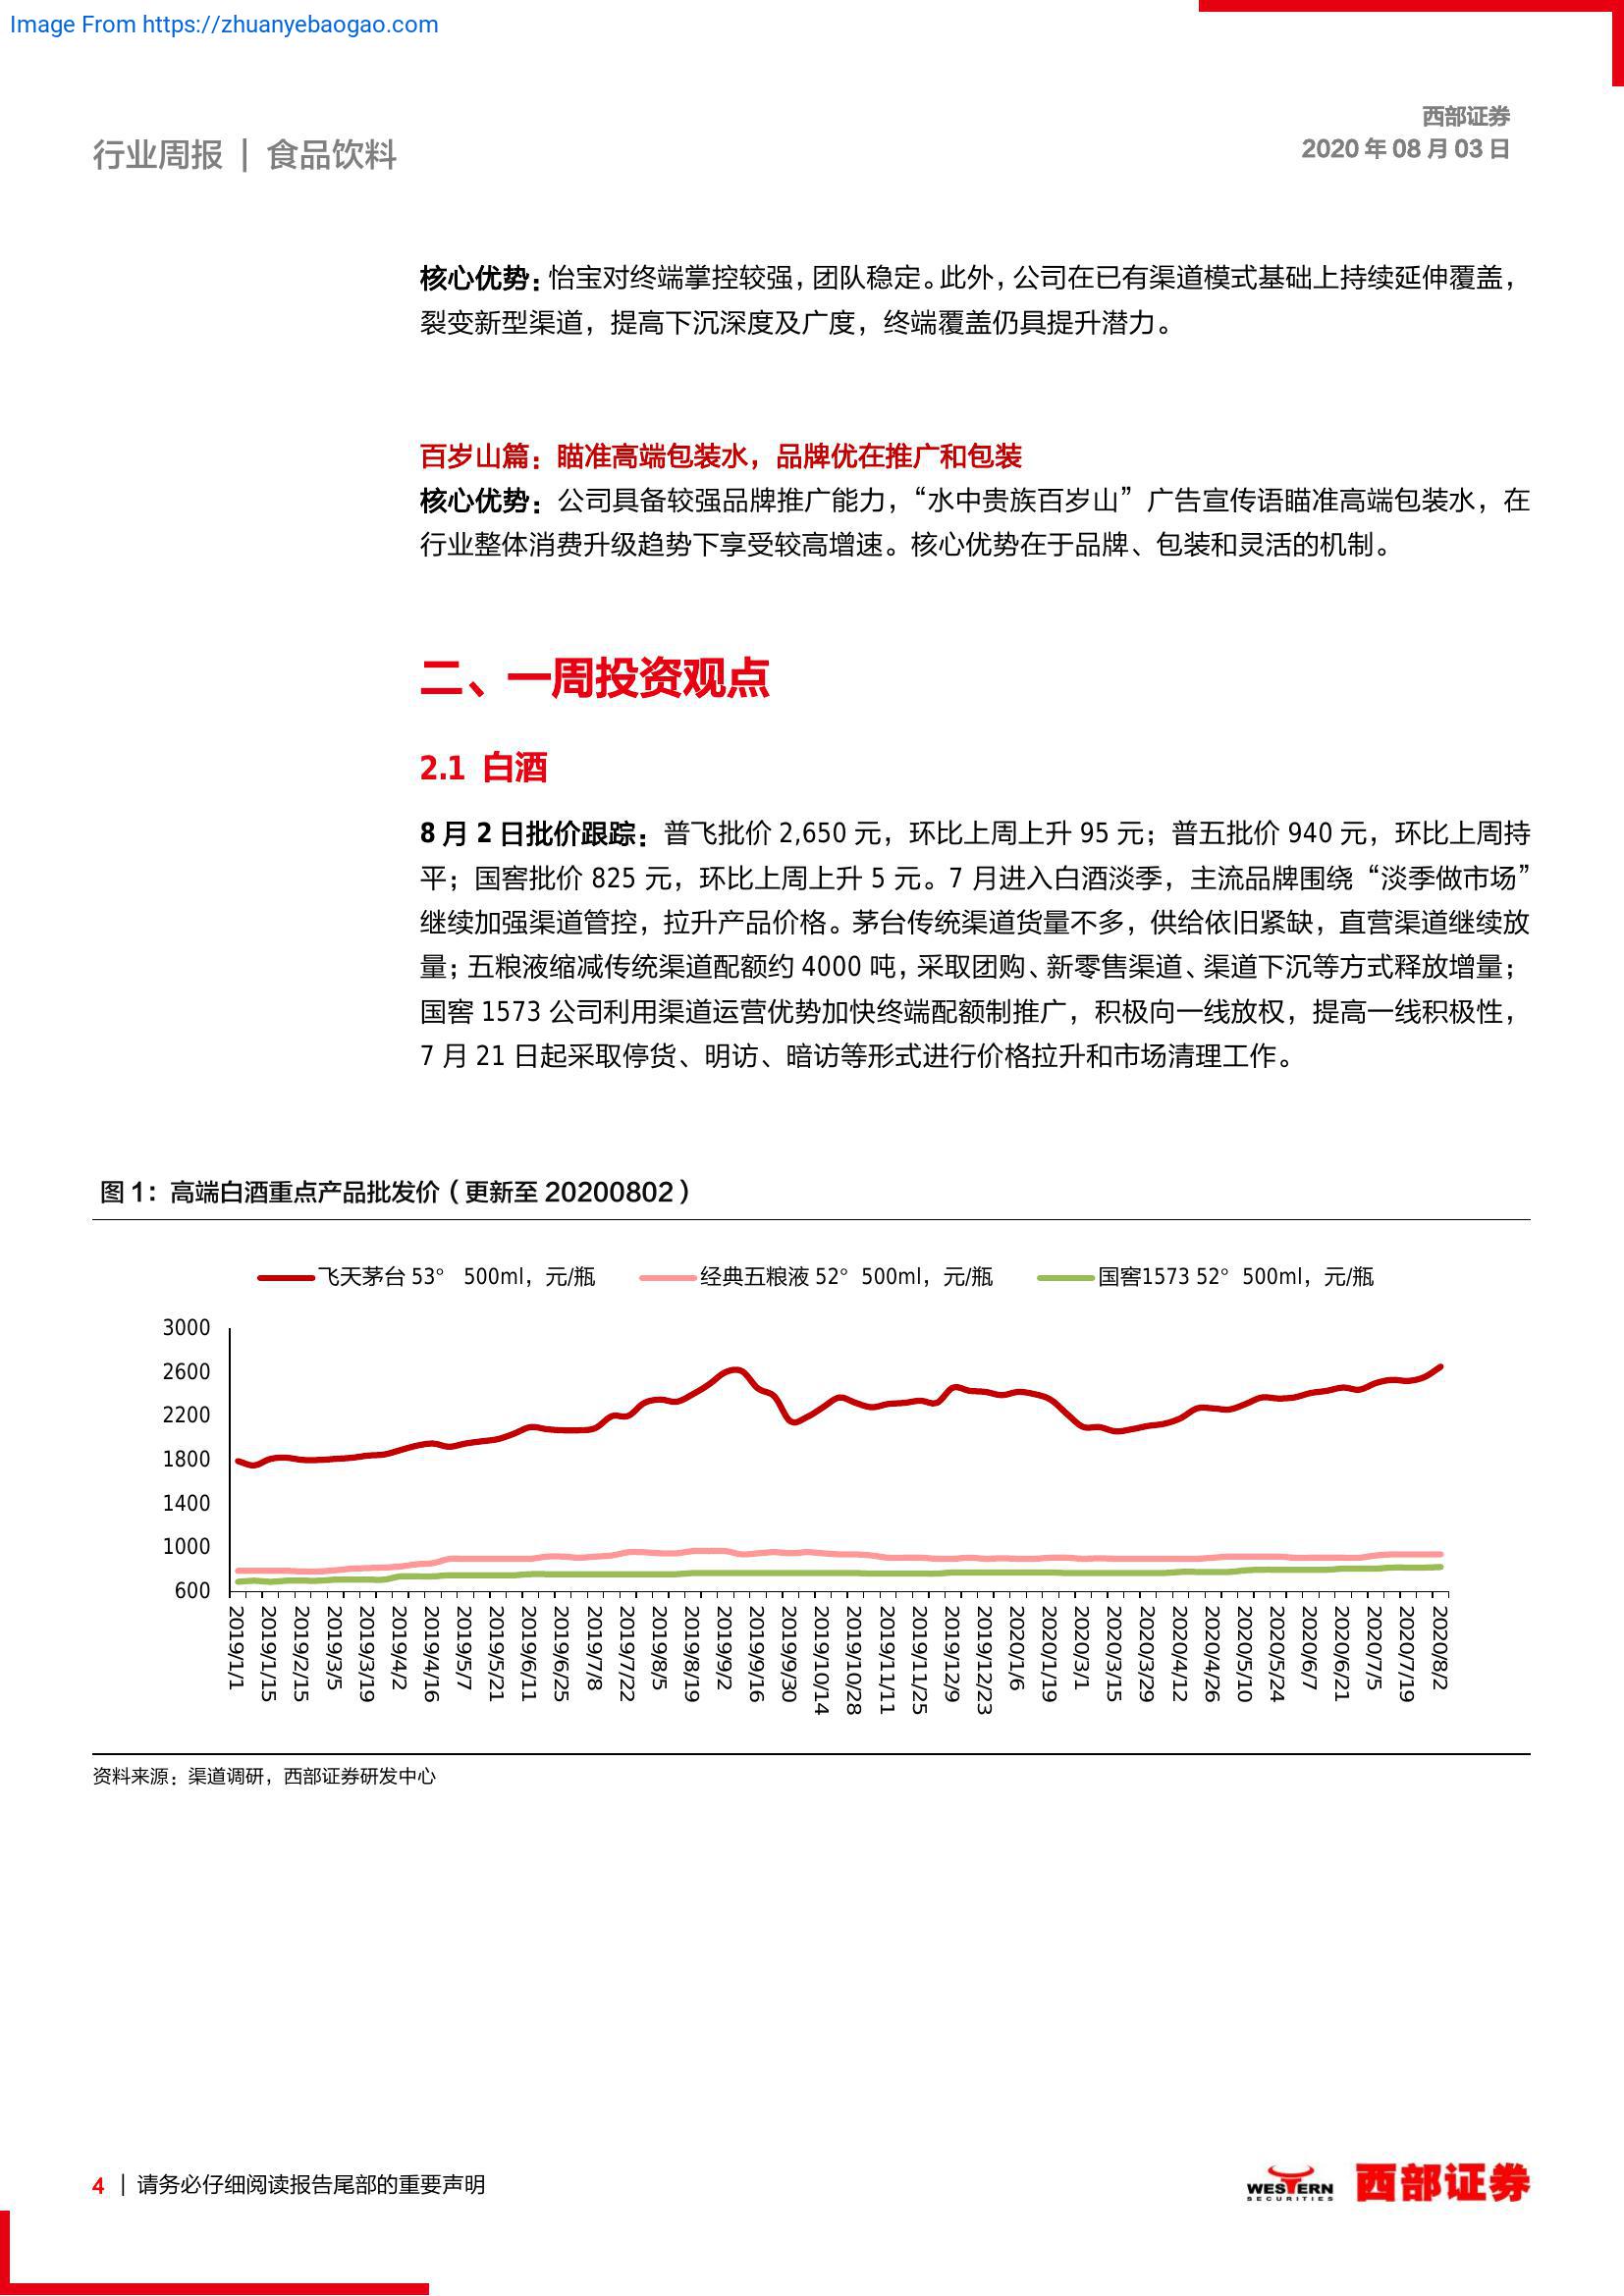 Image From https://zhuanyebaogao.com
西部证券
行业周报 | 食品饮料
2020 年 08 月 03 日
核心优势：怡宝对终端掌控较强，团队稳定。此外，公司在已有渠道模式基础上持续延伸覆盖，
裂变新型渠道，提高下沉深度及广度，终端覆盖仍具提升潜力。
百岁山篇：瞄准高端包装水，品牌优在推广和包装
核心优势：公司具备较强品牌推广能力，“水中贵族百岁山”广告宣传语瞄准高端包装水，在
行业整体消费升级趋势下享受较高增速。核心优势在于品牌、包装和灵活的机制。
二、一周投资观点
2.1 白酒
8 月 2 日批价跟踪：普飞批价 2,650 元，环比上周上升 95 元；普五批价 940 元，环比上周持
平；国窖批价 825 元，环比上周上升 5 元。7 月进入白酒淡季，主流品牌围绕“淡季做市场”
继续加强渠道管控，拉升产品价格。茅台传统渠道货量不多，供给依旧紧缺，直营渠道继续放
量；五粮液缩减传统渠道配额约 4000 吨，采取团购、新零售渠道、渠道下沉等方式释放增量；
国窖 1573 公司利用渠道运营优势加快终端配额制推广，积极向一线放权，提高一线积极性，
7 月 21 日起采取停货、明访、暗访等形式进行价格拉升和市场清理工作。
图 1：高端白酒重点产品批发价（更新至 20200802）
飞天茅台 53° 500ml，元/瓶
经典五粮液 52° 500ml，元/瓶
国窖1573 52° 500ml，元/瓶
3000
2600
2200
1800
1400
1000
600
2019/1/1
2019/1/15
2019/2/15
2019/3/5
2019/3/19
2019/4/2
2019/4/16
2019/5/7
2019/5/21
2019/6/11
2019/6/25
2019/7/8
2019/7/22
2019/8/5
2019/8/19
2019/9/2
2019/9/16
2019/9/30
2019/10/14
2019/10/28
2019/11/11
2019/11/25
2019/12/9
2019/12/23
2020/1/6
2020/1/19
2020/3/1
2020/3/15
2020/3/29
2020/4/12
2020/4/26
2020/5/10
2020/5/24
2020/6/7
2020/6/21
2020/7/5
2020/7/19
2020/8/2
资料来源：渠道调研，西部证券研发中心
4 | 请务必仔细阅读报告尾部的重要声明
WESTERN
SECURITIES
西部证券